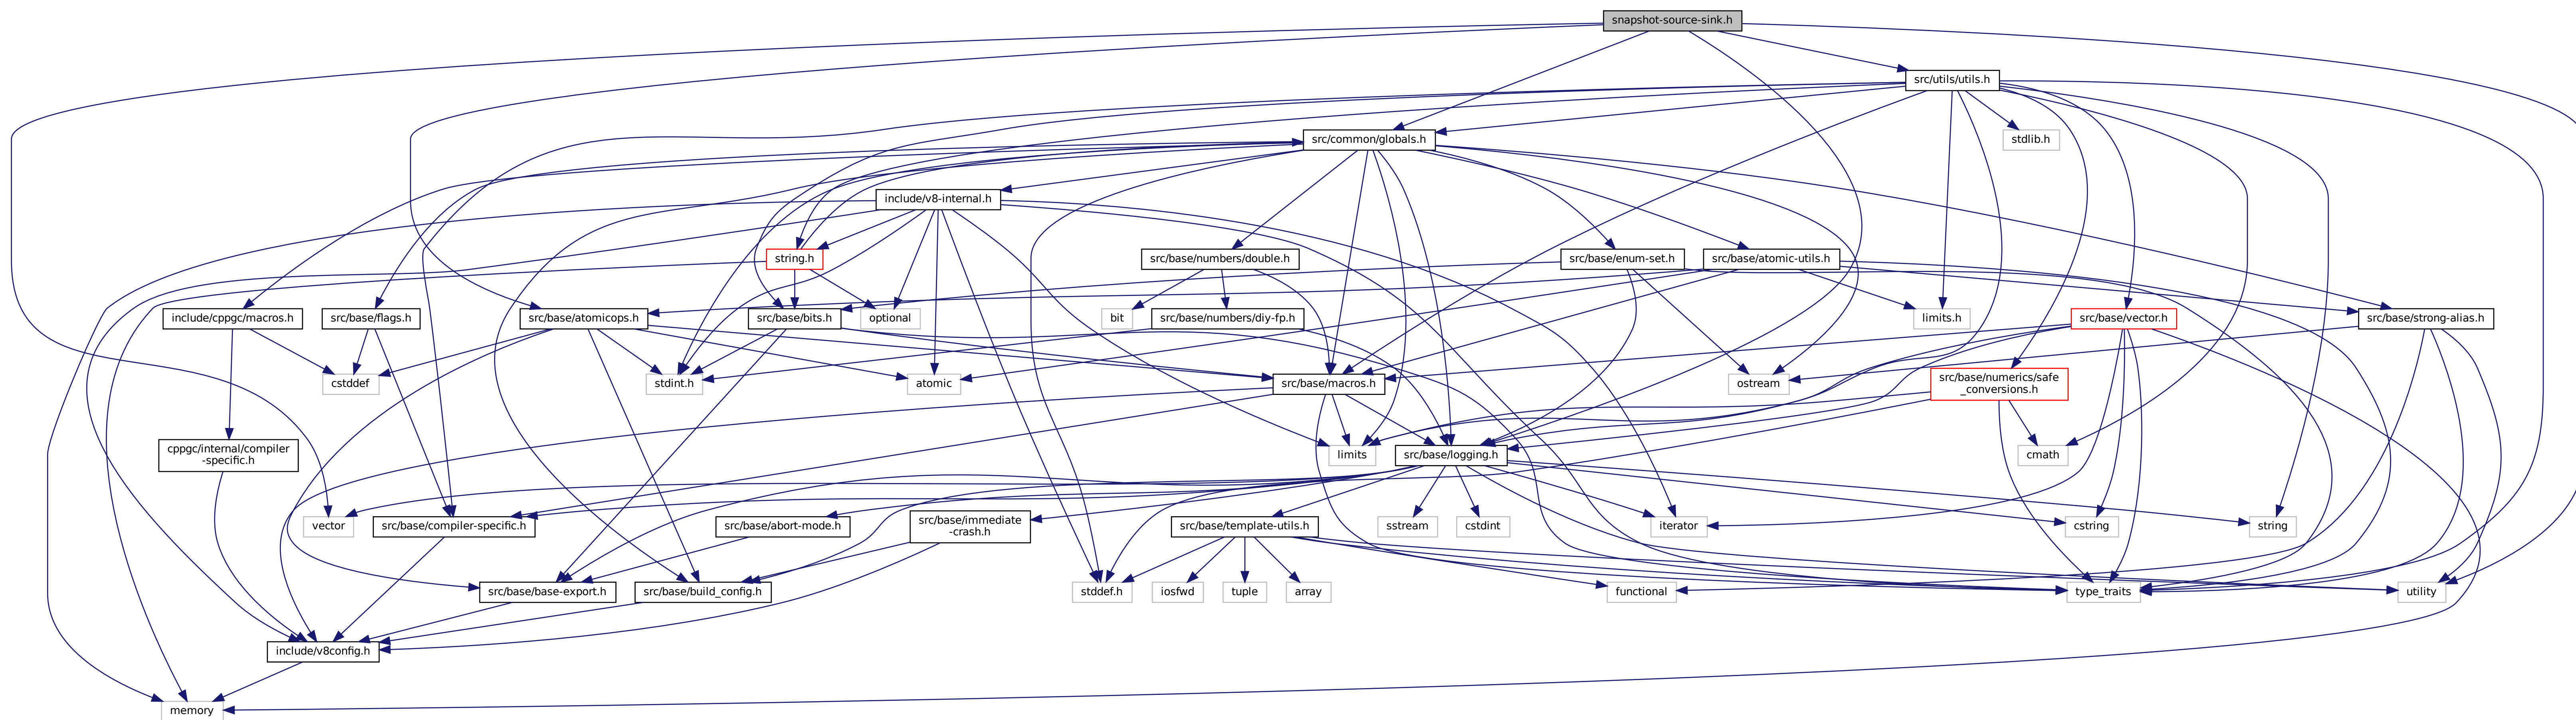 snapshot-source-sink.h
src/utils/utils.h
src/common/globals.h
stdlib.h
include/v8-internal.h
string.h
src/base/numbers/double.h
src/base/enum-set.h
src/base/atomic-utils.h
include/cppgc/macros.h
src/base/flags.h
src/base/atomicops.h
src/base/bits.h
optional
bit
src/base/numbers/diy-fp.h
limits.h
src/base/vector.h
src/base/strong-alias.h
cstddef
stdint.h
atomic
src/base/macros.h
ostream
src/base/numerics/safe
_conversions.h
cppgc/internal/compiler
-specific.h
limits
src/base/logging.h
cmath
vector
src/base/compiler-specific.h
src/base/abort-mode.h
src/base/immediate
-crash.h
src/base/template-utils.h
sstream
cstdint
iterator
cstring
string
src/base/base-export.h
src/base/build_config.h
stddef.h
iosfwd
tuple
array
functional
type_traits
utility
include/v8config.h
memory